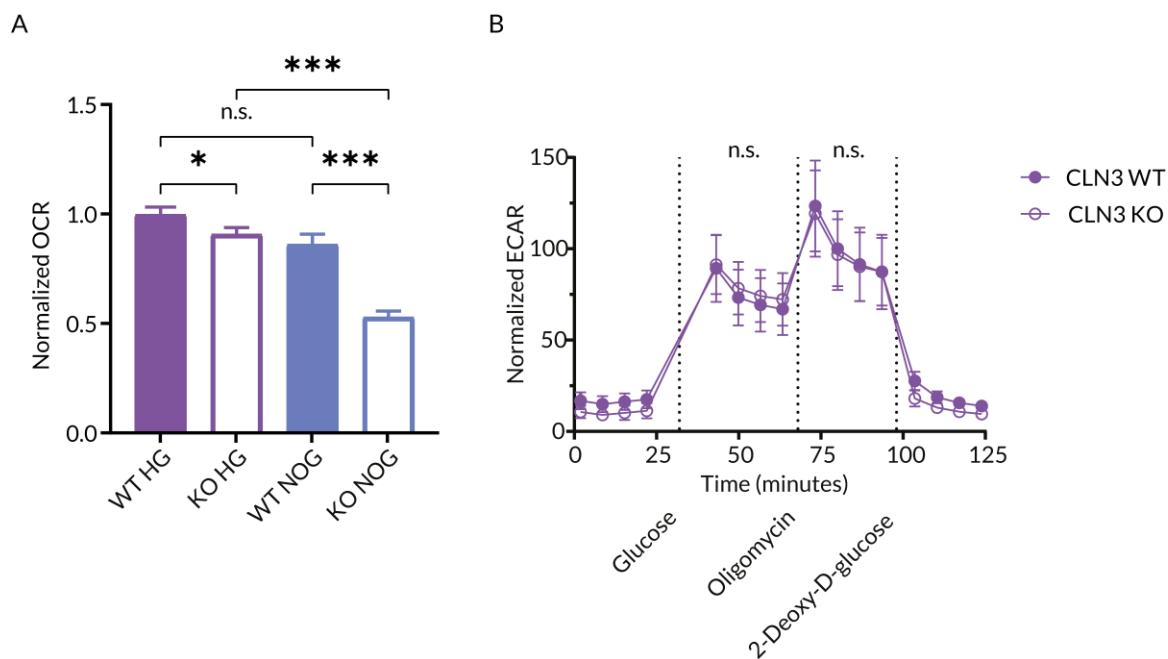 A
B
***
n.s.
*
***
1.5
1.0
0.5
0.0
Normalized OCR
WT HG
KO HG
WT NOG
KO NOG
n.s.
n.s.
150
100
50
0
Normalized ECAR
0
25
50
75
100
125
Time (minutes)
Glucose
Oligomycin
2-Deoxy-D-glucose
CLN3 WT
CLN3 KO